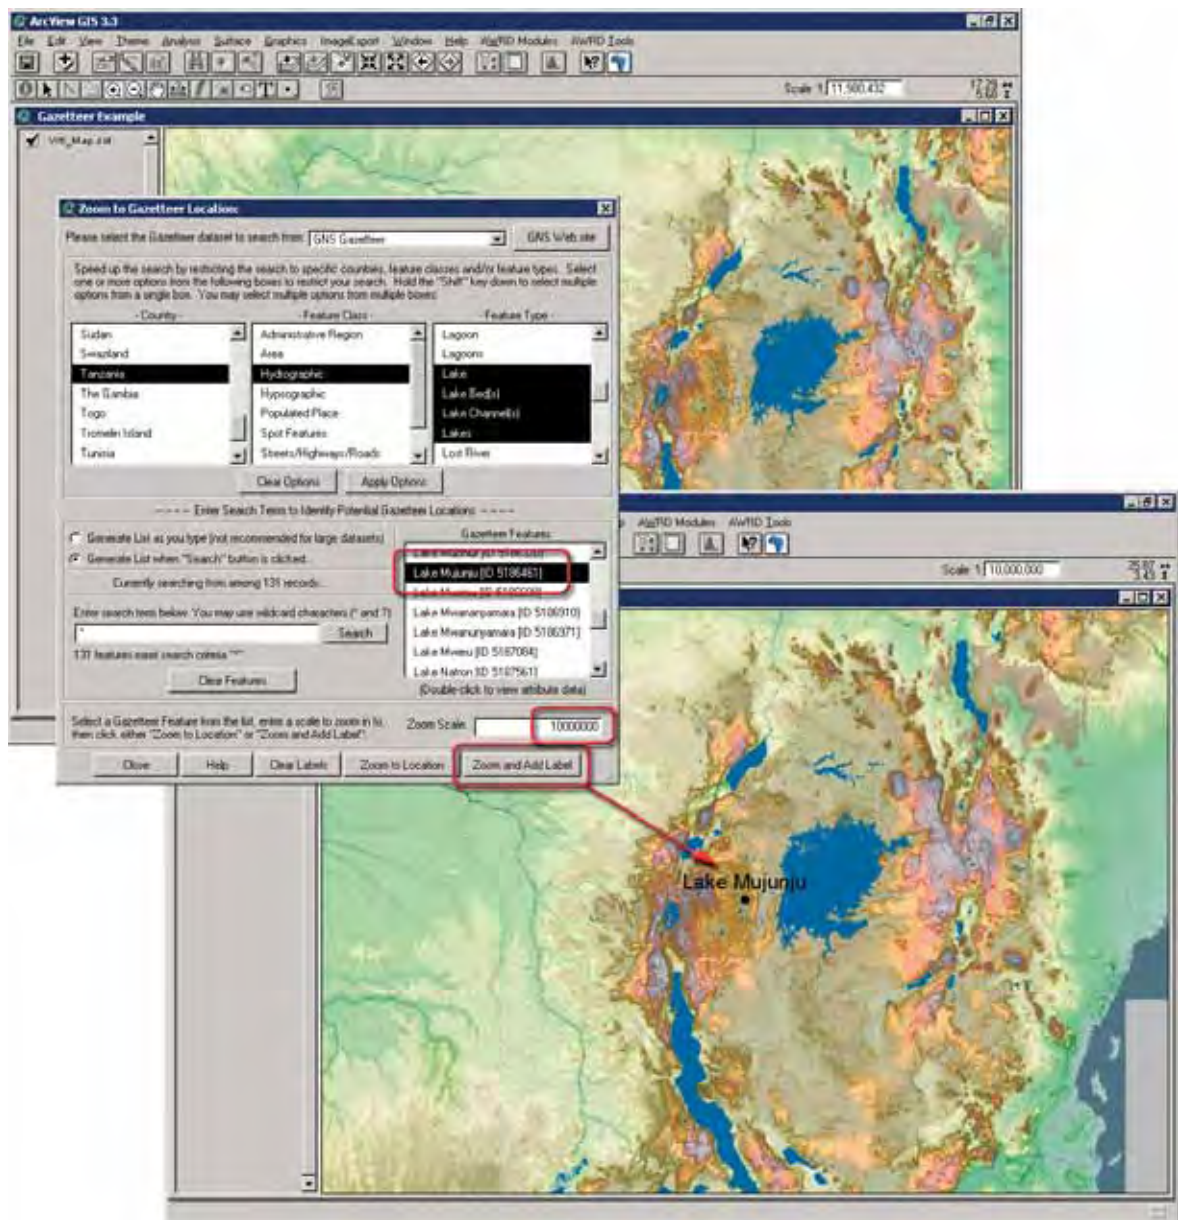 ArcView GIS 3.3
File Edit View Theme Analysis Surface Graphics ImageExport Window Help AWRD Modules AWRD Tools
Scale 1: 11,980,432
Gazetteer Example
Zoom to Gazetteer Location:
Please select the Gazetteer dataset to search from: GNS Gazetteer GNS Web site
Speed up the search by restricting the search to specific countries, feature classes and/or feature types. Select
one or more options from the following boxes to restrict your search. Hold the "Shift" key down to select multiple
options from a single box. You may select multiple options from multiple boxes:
- Country - - Feature Class - - Feature Type -
Sudan Administrative Region Lagoon
Swaziland Area Lagoons
Tanzania Hydrographic Lake
The Gambia Hypsographic Lake Bed(s)
Togo Populated Place Lake Channel(s)
Tromelin Island Spot Features Lakes
Tunisia Streets/Highways/Roads Lost River
Clear Options Apply Options
- - - - Enter Search Term to Identify Potential Gazetteer Locations - - - -
Generate List as you type (not recommended for large datasets)
Generate List when "Search" button is clicked.
Currently searching from among 131 records...
Enter search term below. You may use wildcard characters (* and ?)
* Search
131 features meet search criteria "*"
Clear Features
Gazetteer Features:
Lake Mujunju [ID 5186461]
Lake Mwanunyamara [ID 5186971]
Lake Mweru [ID 5187084]
Lake Natron [ID 5187561]
(Double-click to view attribute data)
Select a Gazetteer Feature from the list, enter a scale to zoom in to,
then click either "Zoom to Location" or "Zoom and Add Label".
Zoom Scale: 10000000
Close Help Clear Labels Zoom to Location Zoom and Add Label
AWRD Modules AWRD Tools
Scale 1: 10,000,000
Lake Mujunju